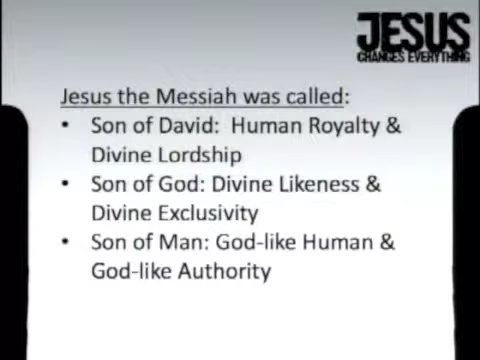 JESUS
CHANGES EVERYTHING
Jesus the Messiah was called:
• Son of David: Human Royalty &
Divine Lordship
• Son of God: Divine Likeness &
Divine Exclusivity
• Son of Man: God-like Human &
God-like Authority